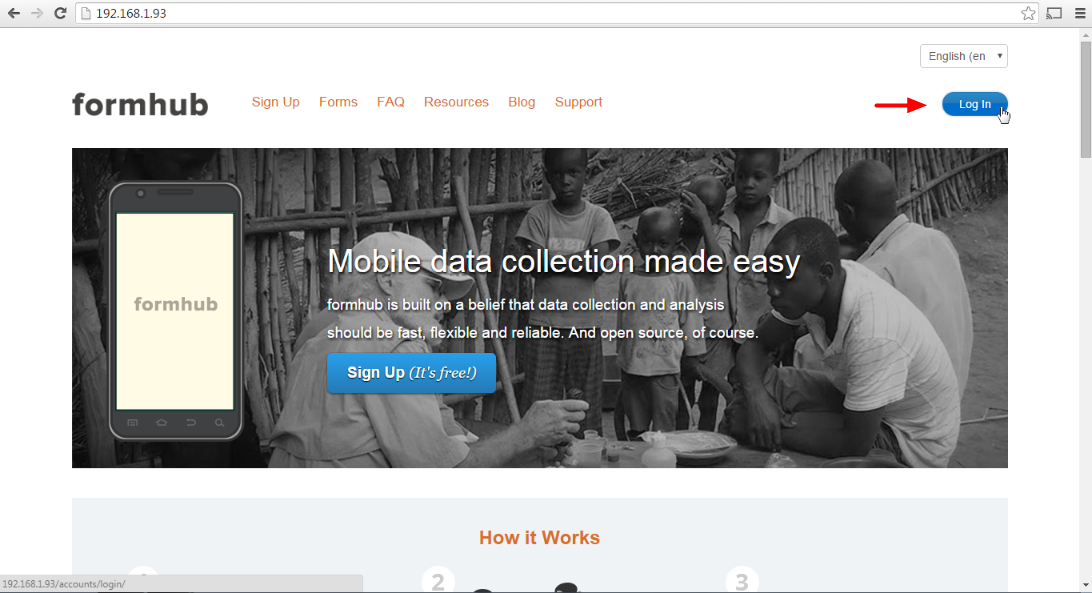 192.168.1.93
English (en
formhub
Sign Up Forms FAQ Resources Blog Support
Log In
Mobile data collection made easy
formhub
formhub is built on a belief that data collection and analysis
should be fast, flexible and reliable. And open source, of course.
Sign Up (It's free!)
How it Works
2 3
192.168.1.93/accounts/login/